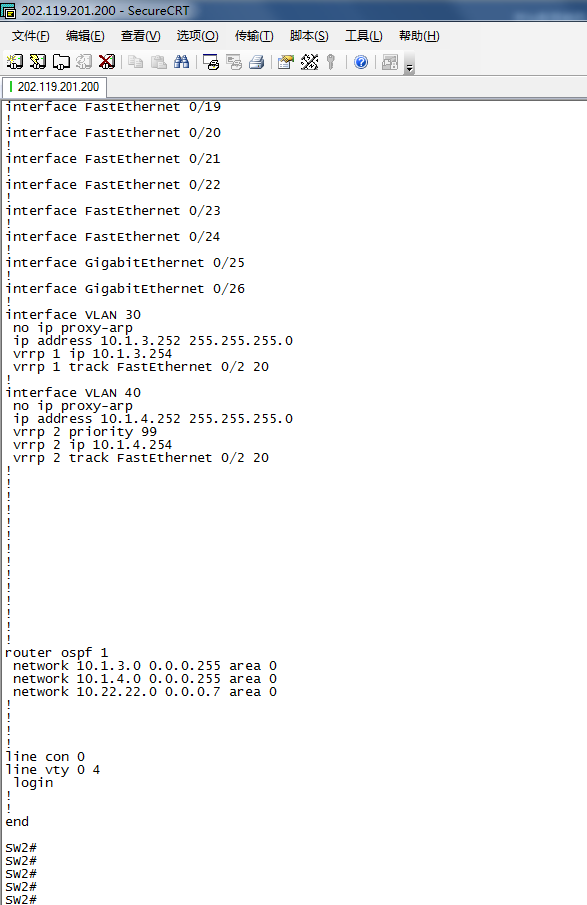 202.119.201.200 - SecureCRT
文件(F) 编辑(E) 查看(V) 选项(O) 传输(T) 脚本(S) 工具(L) 帮助(H)
202.119.201.200
interface FastEthernet 0/19
!
interface FastEthernet 0/20
!
interface FastEthernet 0/21
!
interface FastEthernet 0/22
!
interface FastEthernet 0/23
!
interface FastEthernet 0/24
!
interface GigabitEthernet 0/25
!
interface GigabitEthernet 0/26
!
interface VLAN 30
 no ip proxy-arp
 ip address 10.1.3.252 255.255.255.0
 vrrp 1 ip 10.1.3.254
 vrrp 1 track FastEthernet 0/2 20
!
interface VLAN 40
 no ip proxy-arp
 ip address 10.1.4.252 255.255.255.0
 vrrp 2 priority 99
 vrrp 2 ip 10.1.4.254
 vrrp 2 track FastEthernet 0/2 20
!
!
!
!
!
!
!
!
!
!
!
!
!
!
router ospf 1
 network 10.1.3.0 0.0.0.255 area 0
 network 10.1.4.0 0.0.0.255 area 0
 network 10.22.22.0 0.0.0.7 area 0
!
!
!
!
line con 0
line vty 0 4
 login
!
!
end
SW2#
SW2#
SW2#
SW2#
SW2#